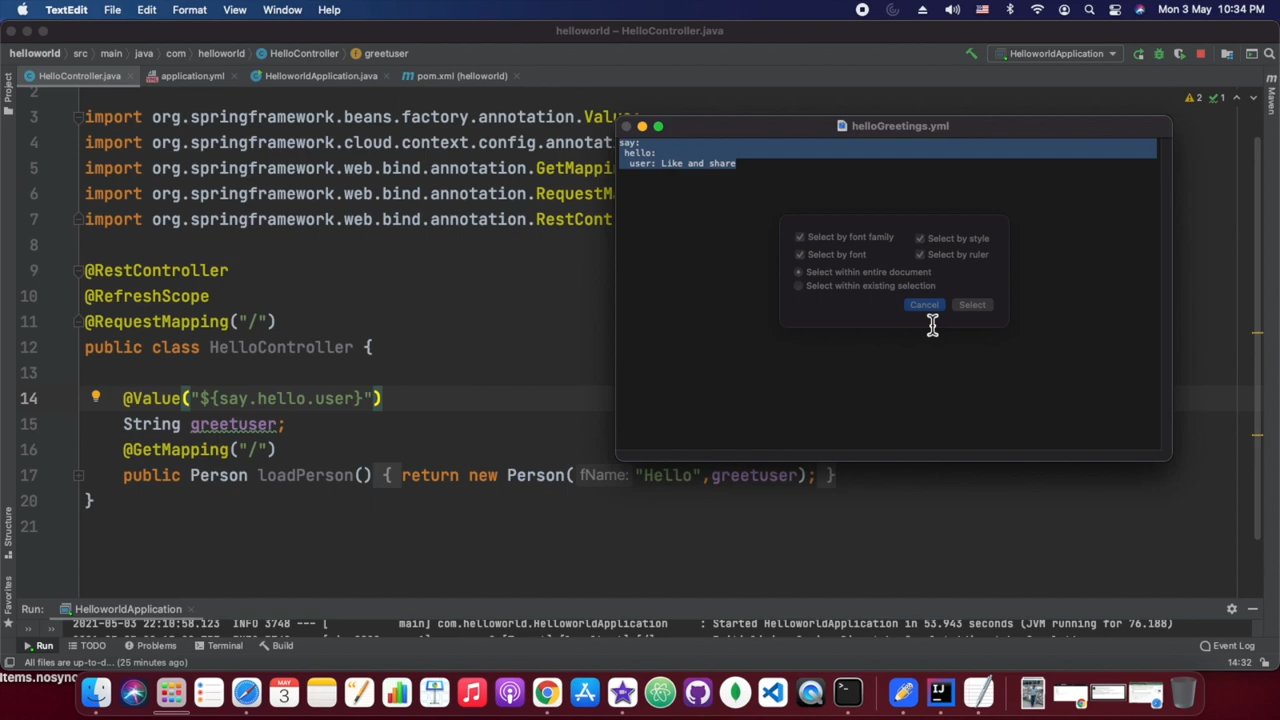 TextEdit File Edit Format View Window Help Mon 3 May 10:34 PM
helloworld – HelloController.java
helloworld src main java com helloworld HelloController greetuser HelloworldApplication
HelloController.java application.yml HelloworldApplication.java pom.xml (helloworld)
Project
Maven
2 1
2
3 import org.springframework.beans.factory.annotation.Value;
4 import org.springframework.cloud.context.config.annotati
5 import org.springframework.web.bind.annotation.GetMappi
6 import org.springframework.web.bind.annotation.RequestM
7 import org.springframework.web.bind.annotation.RestCont
8
9 @RestController
10 @RefreshScope
11 @RequestMapping("/")
12 public class HelloController {
13
14 @Value("${say.hello.user}")
15 String greetuser;
16 @GetMapping("/")
17 public Person loadPerson() { return new Person( fName: "Hello",greetuser); }
20 }
21
helloGreetings.yml
say:
hello:
user: Like and share
Select by font family Select by style
Select by font Select by ruler
Select within entire document
Select within existing selection
Cancel Select
Structure
Favorites
Run: HelloworldApplication
2021-05-03 22:10:58.123 INFO 3748 --- [ main] com.helloworld.HelloworldApplication : Started HelloworldApplication in 53.943 seconds (JVM running for 76.188)
Run TODO Problems Terminal Build Event Log
All files are up-to-d... (25 minutes ago) 14:32
Items.nosync
MAY
3